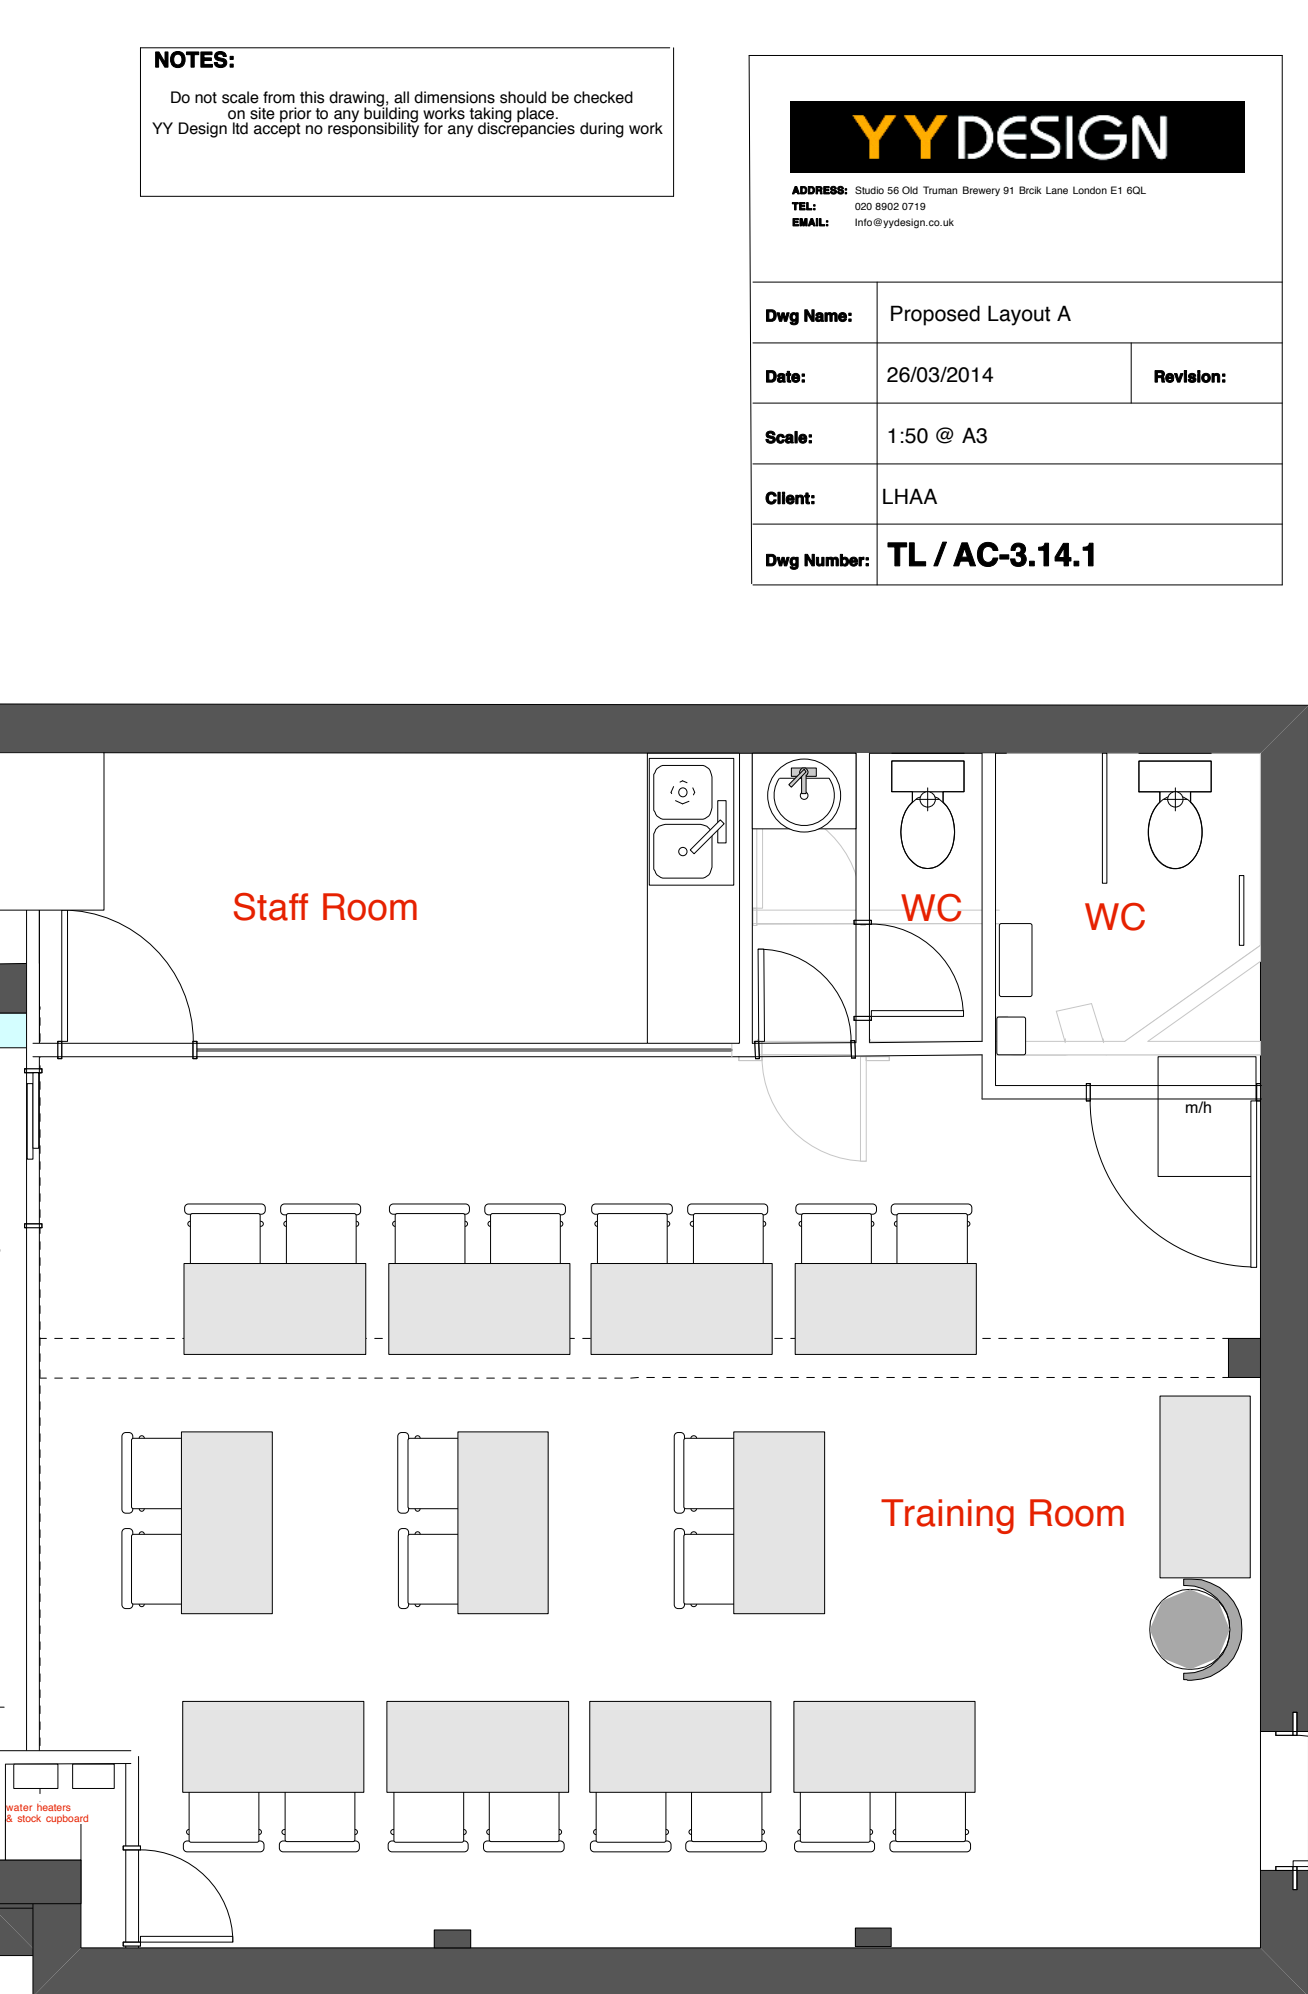 NOTES:
Do not scale from this drawing, all dimensions should be checked
on site prior to any building works taking place.
YY Design ltd accept no responsibility for any discrepancies during work
YYDESIGN
ADDRESS: Studio 56 Old Truman Brewery 91 Brcik Lane London E1 6QL
TEL: 020 8902 0719
EMAIL: Info@yydesign.co.uk
Dwg Name: Proposed Layout A
Date: 26/03/2014 Revision:
Scale: 1:50 @ A3
Client: LHAA
Dwg Number: TL / AC-3.14.1
Staff Room
WC
WC
m/h
Training Room
water heaters
& stock cupboard